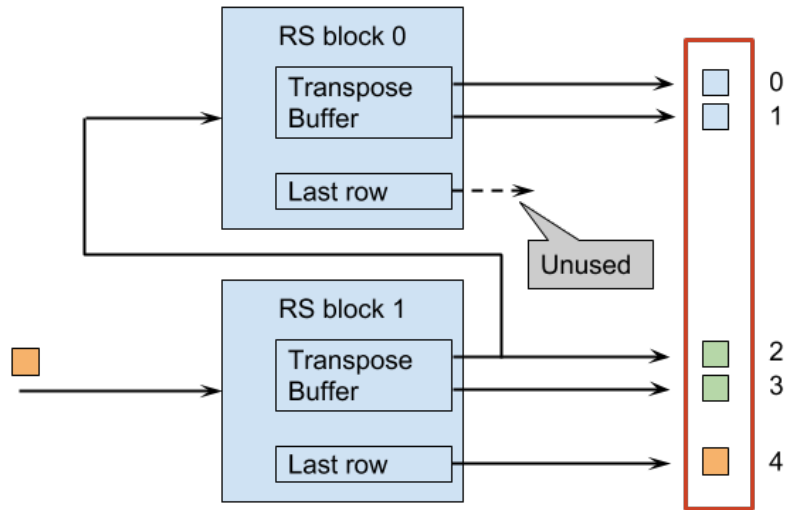 RS block 0
Transpose
Buffer
Last row
0
1
Unused
RS block 1
Transpose
Buffer
Last row
2
3
4